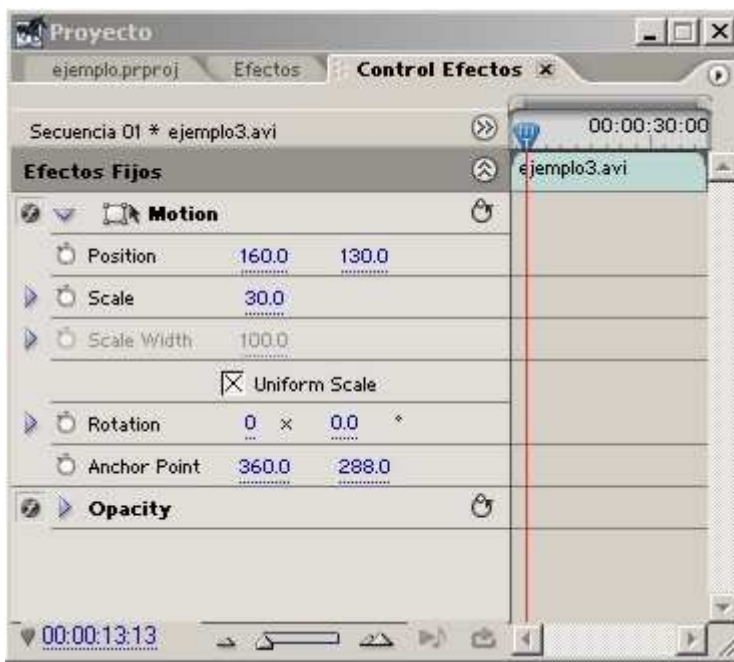 Proyecto
ejemplo.prproj Efectos Control Efectos
Secuencia 01 * ejemplo3.avi 00:00:30:00
Efectos Fijos ejemplo3.avi
Motion
Position 160.0 130.0
Scale 30.0
Scale Width 100.0
Uniform Scale
Rotation 0 x 0.0 °
Anchor Point 360.0 288.0
Opacity
00:00:13:13